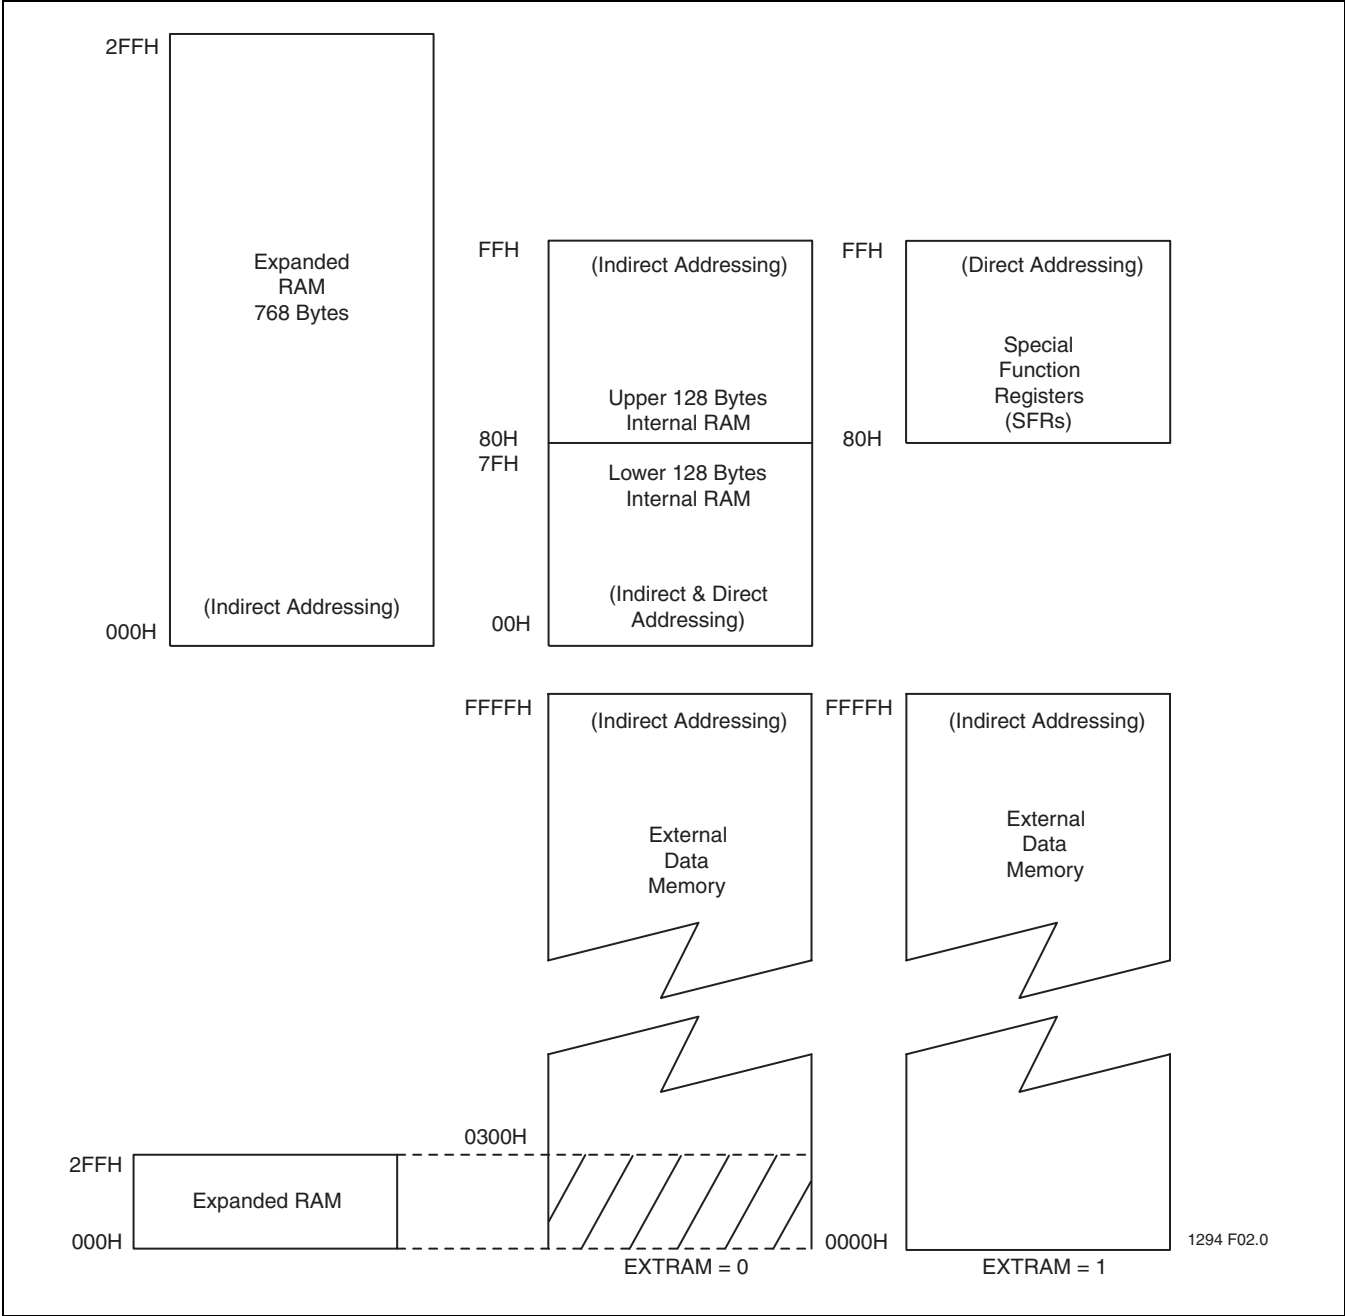 2FFH
Expanded
RAM
768 Bytes
(Indirect Addressing)
000H
FFH
(Indirect Addressing)
Upper 128 Bytes
Internal RAM
80H
7FH
Lower 128 Bytes
Internal RAM
(Indirect & Direct
Addressing)
00H
FFH
(Direct Addressing)
Special
Function
Registers
(SFRs)
80H
FFFFH
(Indirect Addressing)
External
Data
Memory
FFFFH
(Indirect Addressing)
External
Data
Memory
0300H
2FFH
Expanded RAM
000H
EXTRAM = 0
0000H
EXTRAM = 1
1294 F02.0